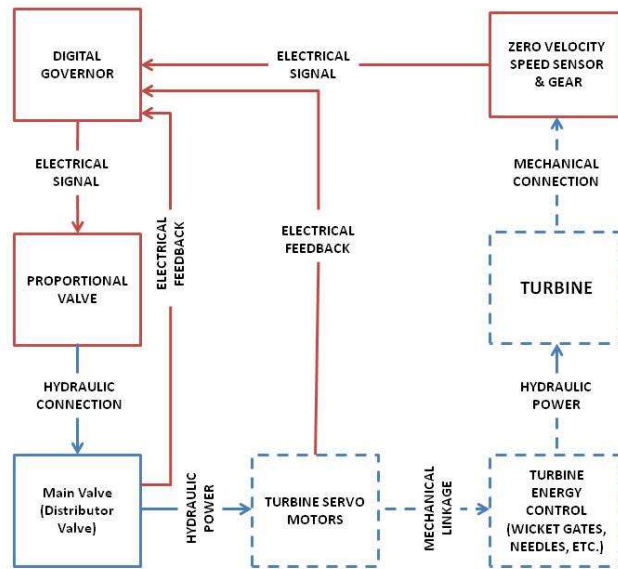 DIGITAL
GOVERNOR
ELECTRICAL
SIGNAL
ZERO VELOCITY
SPEED SENSOR
& GEAR
ELECTRICAL
SIGNAL
MECHANICAL
CONNECTION
ELECTRICAL
FEEDBACK
ELECTRICAL
FEEDBACK
PROPORTIONAL
VALVE
TURBINE
HYDRAULIC
CONNECTION
HYDRAULIC
POWER
Main Valve
(Distributor
Valve)
HYDRAULIC
POWER
TURBINE SERVO
MOTORS
MECHANICAL
LINKAGE
TURBINE
ENERGY
CONTROL
(WICKET GATES,
NEEDLES, ETC.)